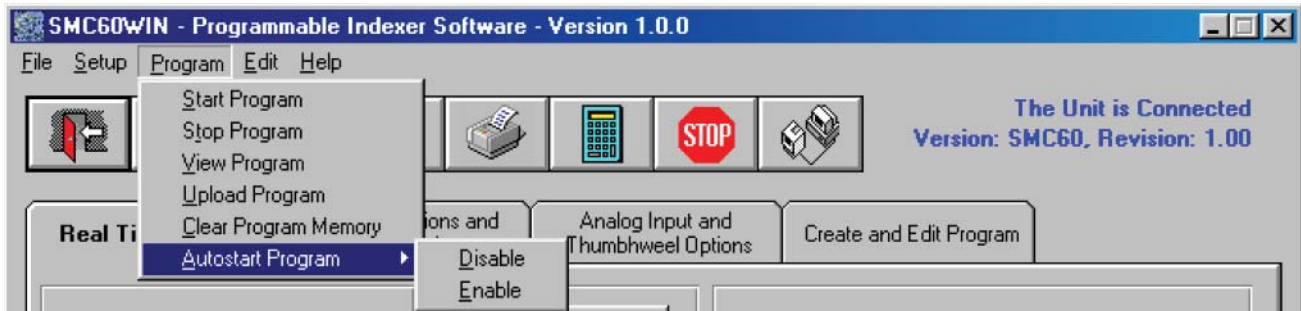 SMC60WIN - Programmable Indexer Software - Version 1.0.0
File Setup Program Edit Help
Start Program
Stop Program
View Program
Upload Program
Clear Program Memory
Autostart Program
Disable
Enable
STOP
The Unit is Connected
Version: SMC60, Revision: 1.00
Real Ti
ions and
Analog Input and
Thumbhweel Options
Create and Edit Program